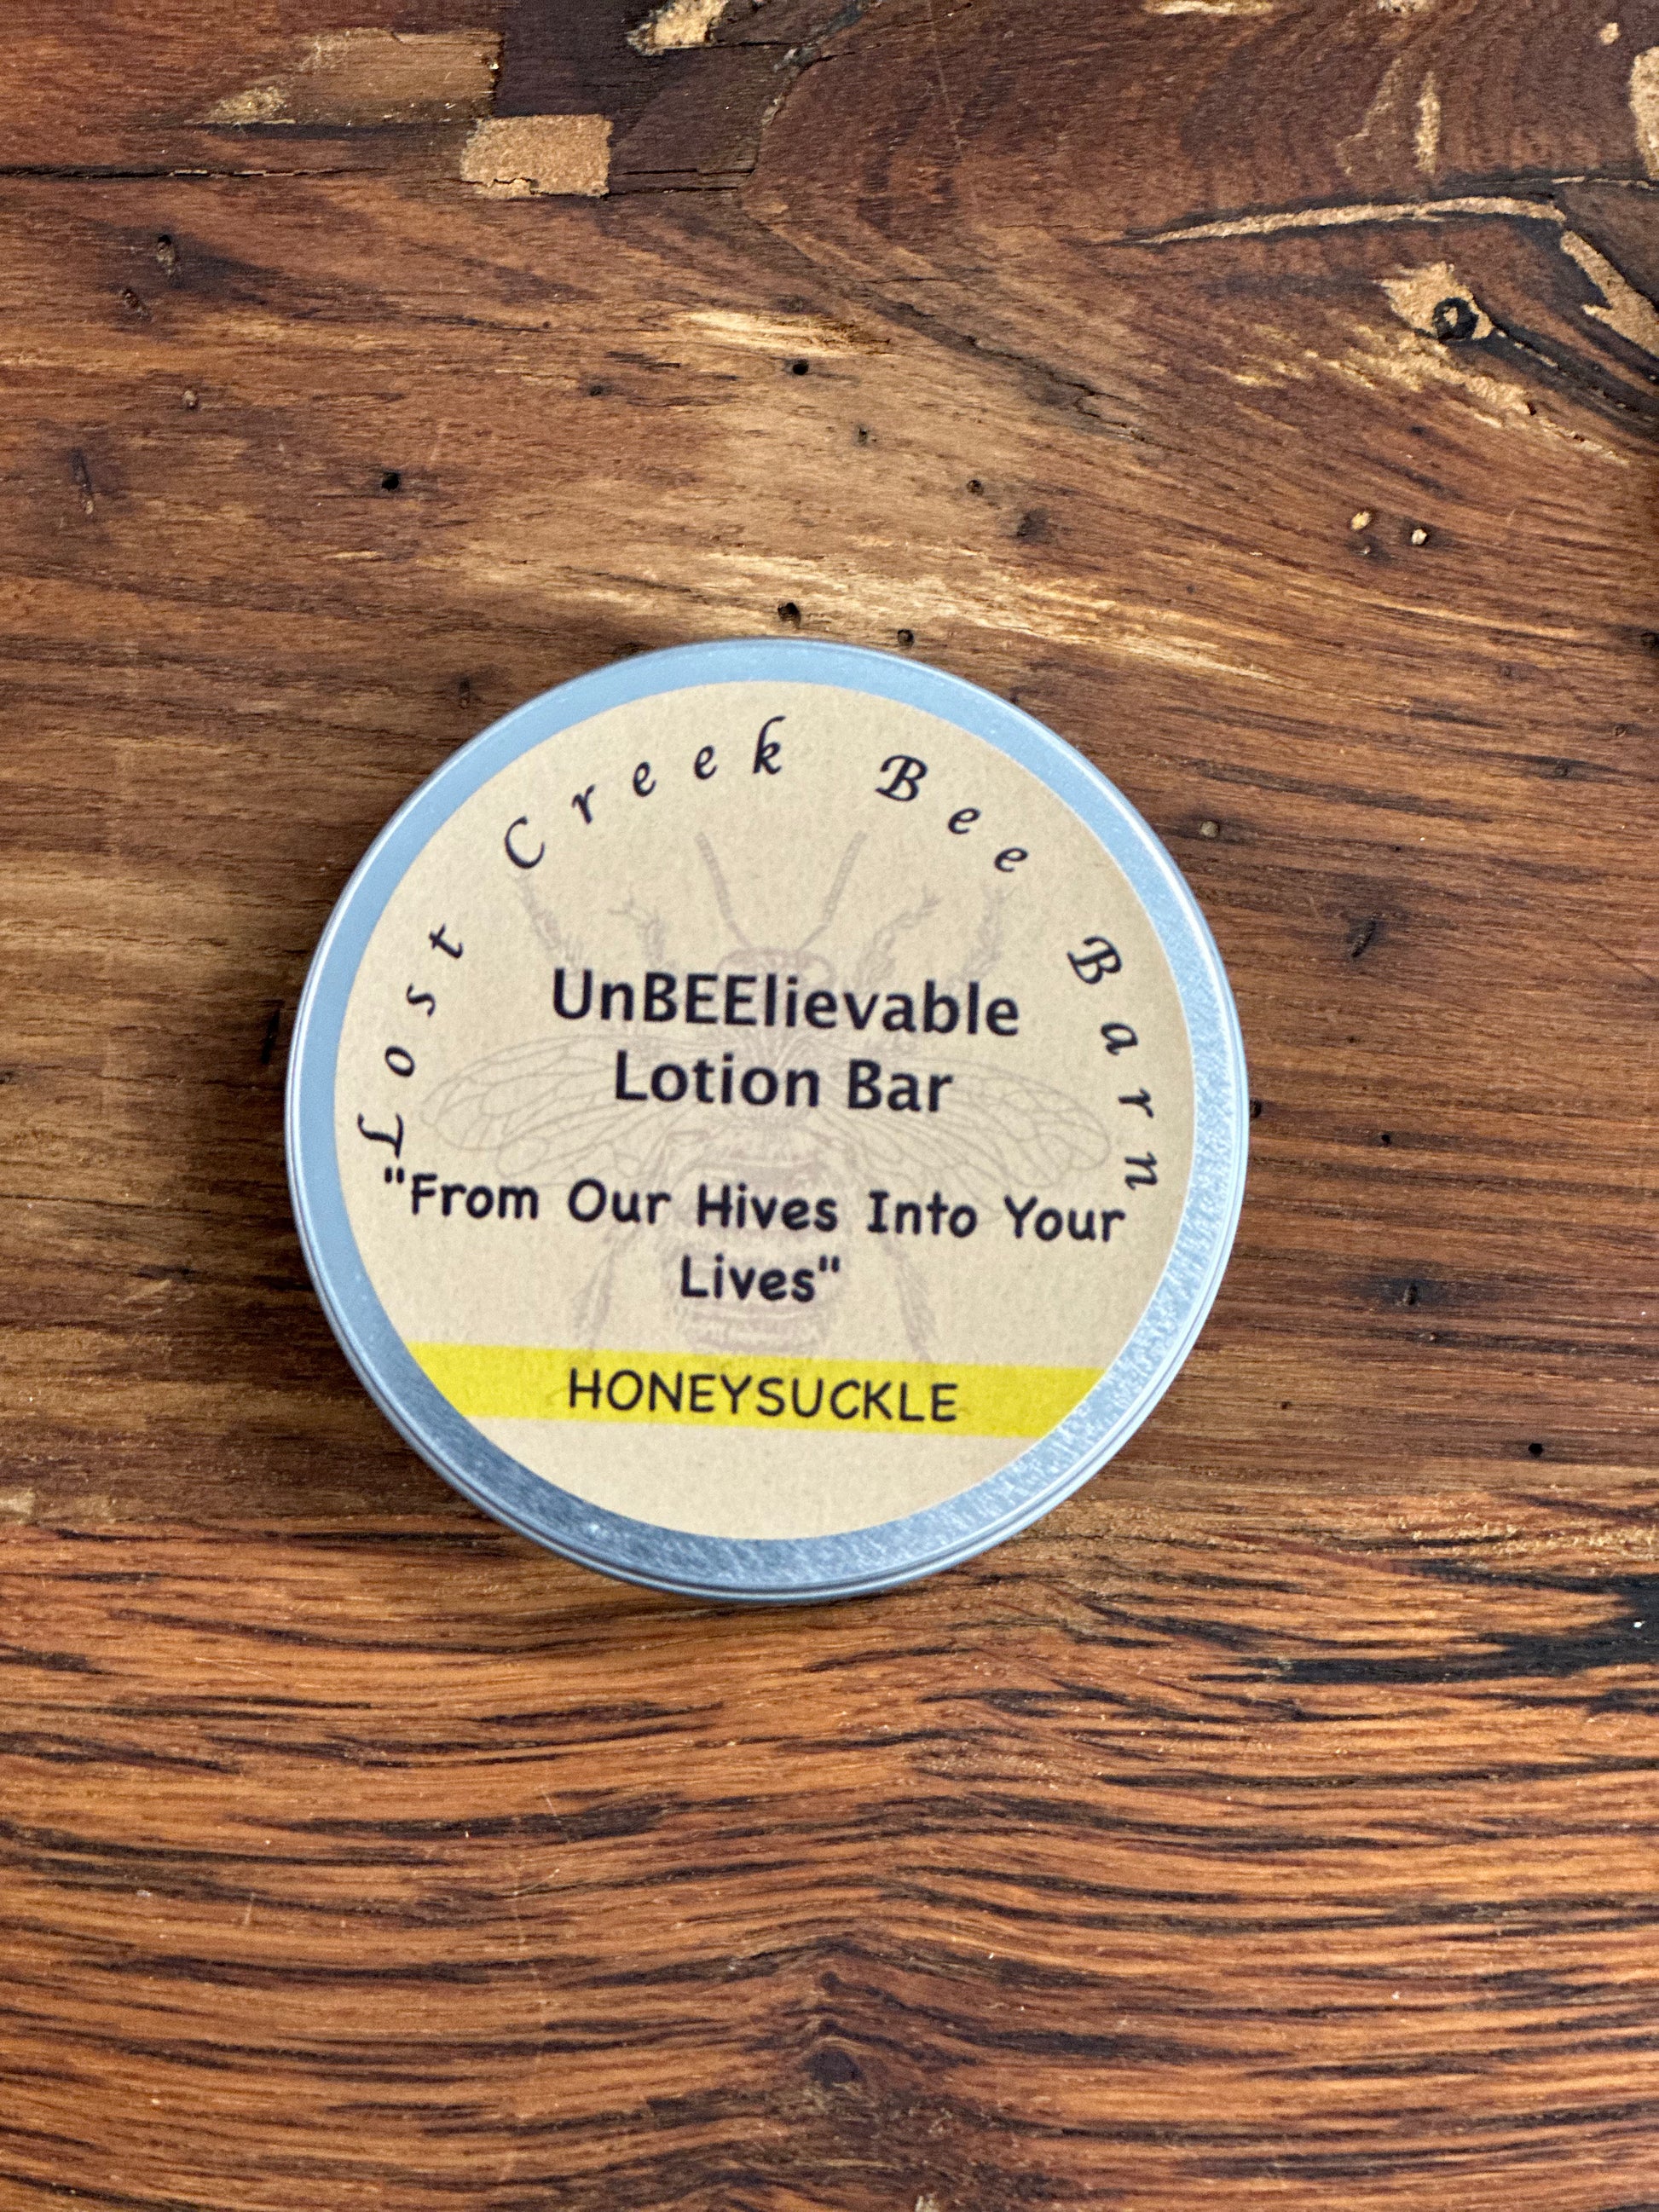 Lost Creek Bee Barn
UnBEElievable
Lotion Bar
"From Our Hives Into Your
Lives"
HONEYSUCKLE